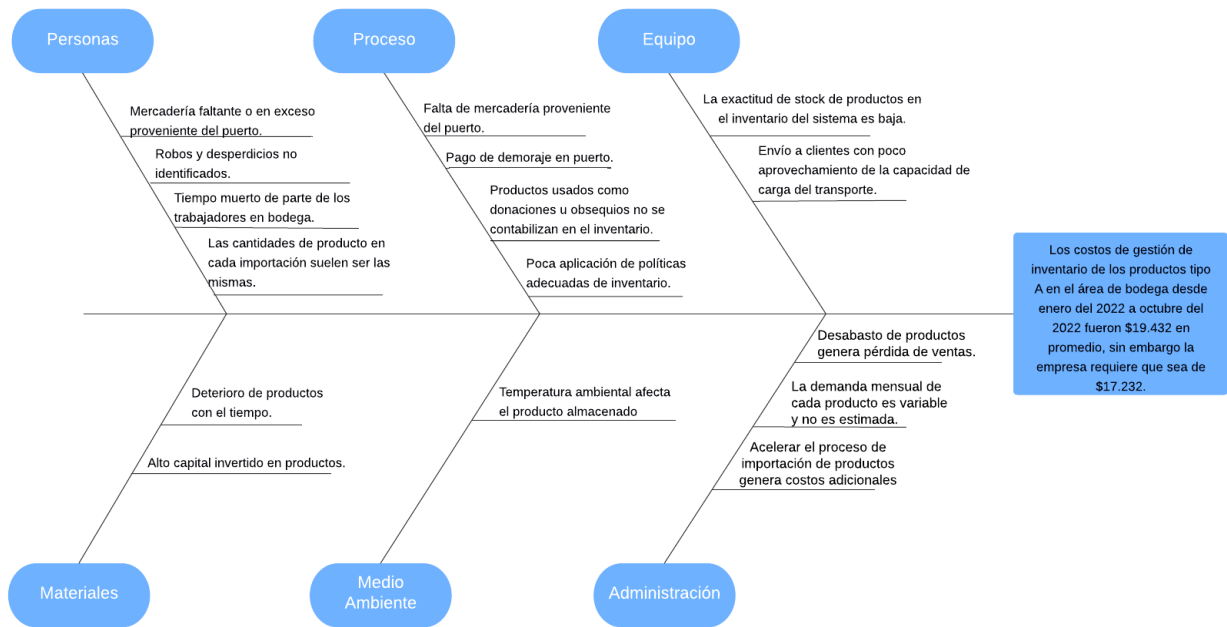 Personas
Proceso
Equipo
Mercadería faltante o en exceso
proveniente del puerto.
Robos y desperdicios no
identificados.
Tiempo muerto de parte de los
trabajadores en bodega.
Las cantidades de producto en
cada importación suelen ser las
mismas.
Falta de mercadería proveniente
del puerto.
Pago de demoraje en puerto.
Productos usados como
donaciones u obsequios no se
contabilizan en el inventario.
Poca aplicación de políticas
adecuadas de inventario.
La exactitud de stock de productos en
el inventario del sistema es baja.
Envío a clientes con poco
aprovechamiento de la capacidad de
carga del transporte.
Los costos de gestión de
inventario de los productos tipo
A en el área de bodega desde
enero del 2022 a octubre del
2022 fueron $19.432 en
promedio, sin embargo la
empresa requiere que sea de
$17.232.
Deterioro de productos
con el tiempo.
Alto capital invertido en productos.
Temperatura ambiental afecta
el producto almacenado
Desabasto de productos
genera pérdida de ventas.
La demanda mensual de
cada producto es variable
y no es estimada.
Acelerar el proceso de
importación de productos
genera costos adicionales
Materiales
Medio
Ambiente
Administración